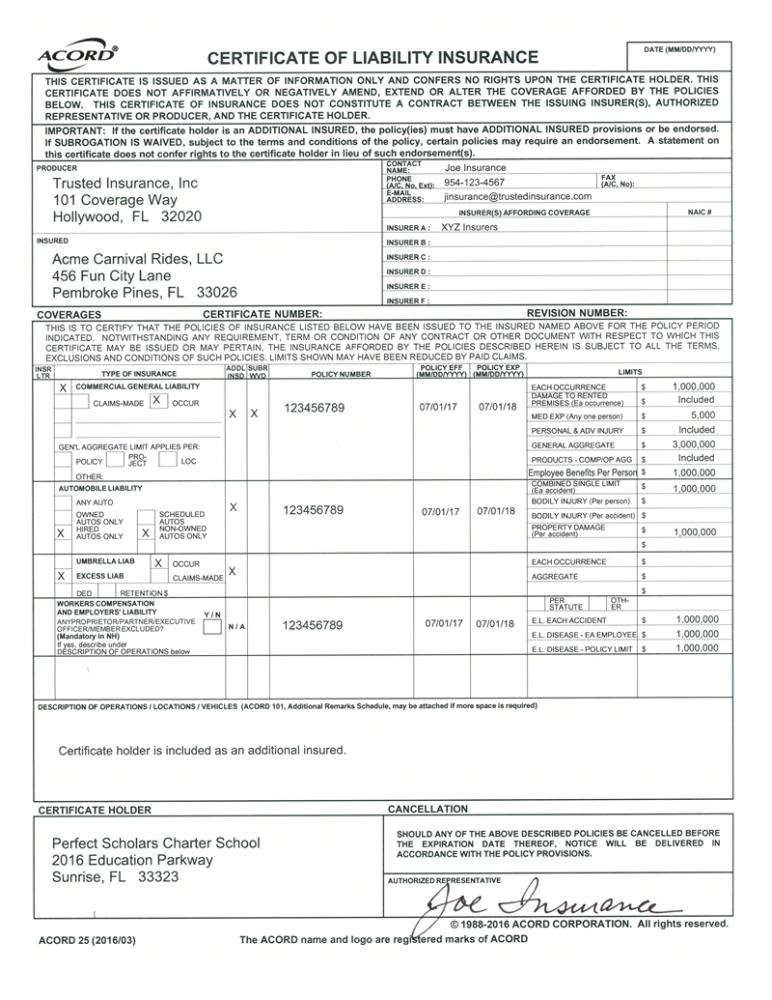 ACORD®
CERTIFICATE OF LIABILITY INSURANCE
DATE (MM/DD/YYYY)
THIS CERTIFICATE IS ISSUED AS A MATTER OF INFORMATION ONLY AND CONFERS NO RIGHTS UPON THE CERTIFICATE HOLDER. THIS
CERTIFICATE DOES NOT AFFIRMATIVELY OR NEGATIVELY AMEND, EXTEND OR ALTER THE COVERAGE AFFORDED BY THE POLICIES
BELOW. THIS CERTIFICATE OF INSURANCE DOES NOT CONSTITUTE A CONTRACT BETWEEN THE ISSUING INSURER(S), AUTHORIZED
REPRESENTATIVE OR PRODUCER, AND THE CERTIFICATE HOLDER.
IMPORTANT: If the certificate holder is an ADDITIONAL INSURED, the policy(ies) must have ADDITIONAL INSURED provisions or be endorsed.
If SUBROGATION IS WAIVED, subject to the terms and conditions of the policy, certain policies may require an endorsement. A statement on
this certificate does not confer rights to the certificate holder in lieu of such endorsement(s).
PRODUCER
Trusted Insurance, Inc
101 Coverage Way
Hollywood, FL 32020
CONTACT NAME: Joe Insurance
PHONE (A/C, No, Ext): 954-123-4567 FAX (A/C, No):
E-MAIL ADDRESS: jinsurance@trustedinsurance.com
INSURER(S) AFFORDING COVERAGE NAIC #
INSURER A : XYZ Insurers
INSURED
Acme Carnival Rides, LLC
456 Fun City Lane
Pembroke Pines, FL 33026
INSURER B :
INSURER C :
INSURER D :
INSURER E :
INSURER F :
COVERAGES CERTIFICATE NUMBER: REVISION NUMBER:
THIS IS TO CERTIFY THAT THE POLICIES OF INSURANCE LISTED BELOW HAVE BEEN ISSUED TO THE INSURED NAMED ABOVE FOR THE POLICY PERIOD
INDICATED. NOTWITHSTANDING ANY REQUIREMENT, TERM OR CONDITION OF ANY CONTRACT OR OTHER DOCUMENT WITH RESPECT TO WHICH THIS
CERTIFICATE MAY BE ISSUED OR MAY PERTAIN, THE INSURANCE AFFORDED BY THE POLICIES DESCRIBED HEREIN IS SUBJECT TO ALL THE TERMS,
EXCLUSIONS AND CONDITIONS OF SUCH POLICIES. LIMITS SHOWN MAY HAVE BEEN REDUCED BY PAID CLAIMS.
INSR LTR TYPE OF INSURANCE ADDL INSD SUBR WVD POLICY NUMBER POLICY EFF (MM/DD/YYYY) POLICY EXP (MM/DD/YYYY) LIMITS
X COMMERCIAL GENERAL LIABILITY
CLAIMS-MADE X OCCUR
GEN'L AGGREGATE LIMIT APPLIES PER:
POLICY PRO-JECT LOC
OTHER:
X X 123456789 07/01/17 07/01/18
EACH OCCURRENCE $ 1,000,000
DAMAGE TO RENTED PREMISES (Ea occurrence) $ Included
MED EXP (Any one person) $ 5,000
PERSONAL & ADV INJURY $ Included
GENERAL AGGREGATE $ 3,000,000
PRODUCTS - COMP/OP AGG $ Included
Employee Benefits Per Person $ 1,000,000
AUTOMOBILE LIABILITY
ANY AUTO
OWNED AUTOS ONLY SCHEDULED AUTOS
X HIRED AUTOS ONLY X NON-OWNED AUTOS ONLY
X 123456789 07/01/17 07/01/18
COMBINED SINGLE LIMIT (Ea accident) $ 1,000,000
BODILY INJURY (Per person) $
BODILY INJURY (Per accident) $
PROPERTY DAMAGE (Per accident) $ 1,000,000
$
UMBRELLA LIAB X OCCUR
X EXCESS LIAB CLAIMS-MADE
DED RETENTION $
X
EACH OCCURRENCE $
AGGREGATE $
$
WORKERS COMPENSATION
AND EMPLOYERS' LIABILITY Y / N
ANYPROPRIETOR/PARTNER/EXECUTIVE
OFFICER/MEMBER EXCLUDED?
(Mandatory in NH)
If yes, describe under
DESCRIPTION OF OPERATIONS below
N / A 123456789 07/01/17 07/01/18
PER STATUTE OTH-ER
E.L. EACH ACCIDENT $ 1,000,000
E.L. DISEASE - EA EMPLOYEE $ 1,000,000
E.L. DISEASE - POLICY LIMIT $ 1,000,000
DESCRIPTION OF OPERATIONS / LOCATIONS / VEHICLES (ACORD 101, Additional Remarks Schedule, may be attached if more space is required)
Certificate holder is included as an additional insured.
CERTIFICATE HOLDER
Perfect Scholars Charter School
2016 Education Parkway
Sunrise, FL 33323
CANCELLATION
SHOULD ANY OF THE ABOVE DESCRIBED POLICIES BE CANCELLED BEFORE
THE EXPIRATION DATE THEREOF, NOTICE WILL BE DELIVERED IN
ACCORDANCE WITH THE POLICY PROVISIONS.
AUTHORIZED REPRESENTATIVE
Joe Insurance
© 1988-2016 ACORD CORPORATION. All rights reserved.
ACORD 25 (2016/03) The ACORD name and logo are registered marks of ACORD